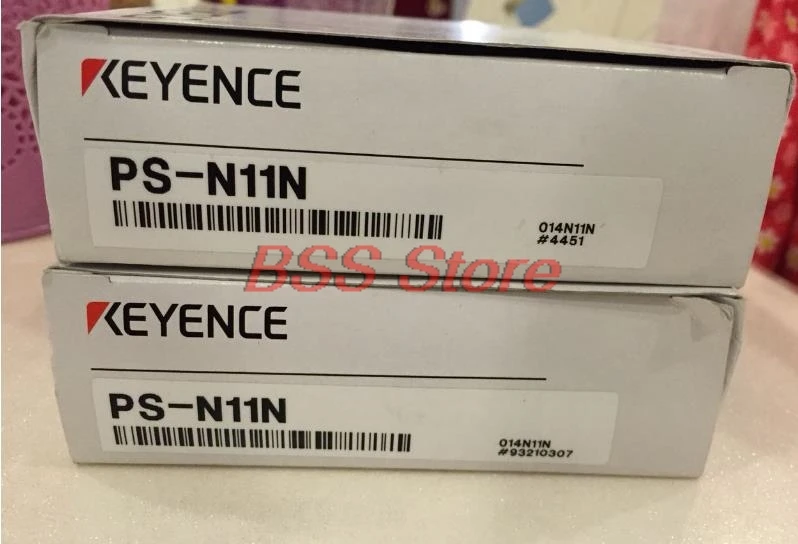 KEYENCE
PS-N11N
014N11N
#4451
BSS Store
KEYENCE
PS-N11N
014N11N
#93210307